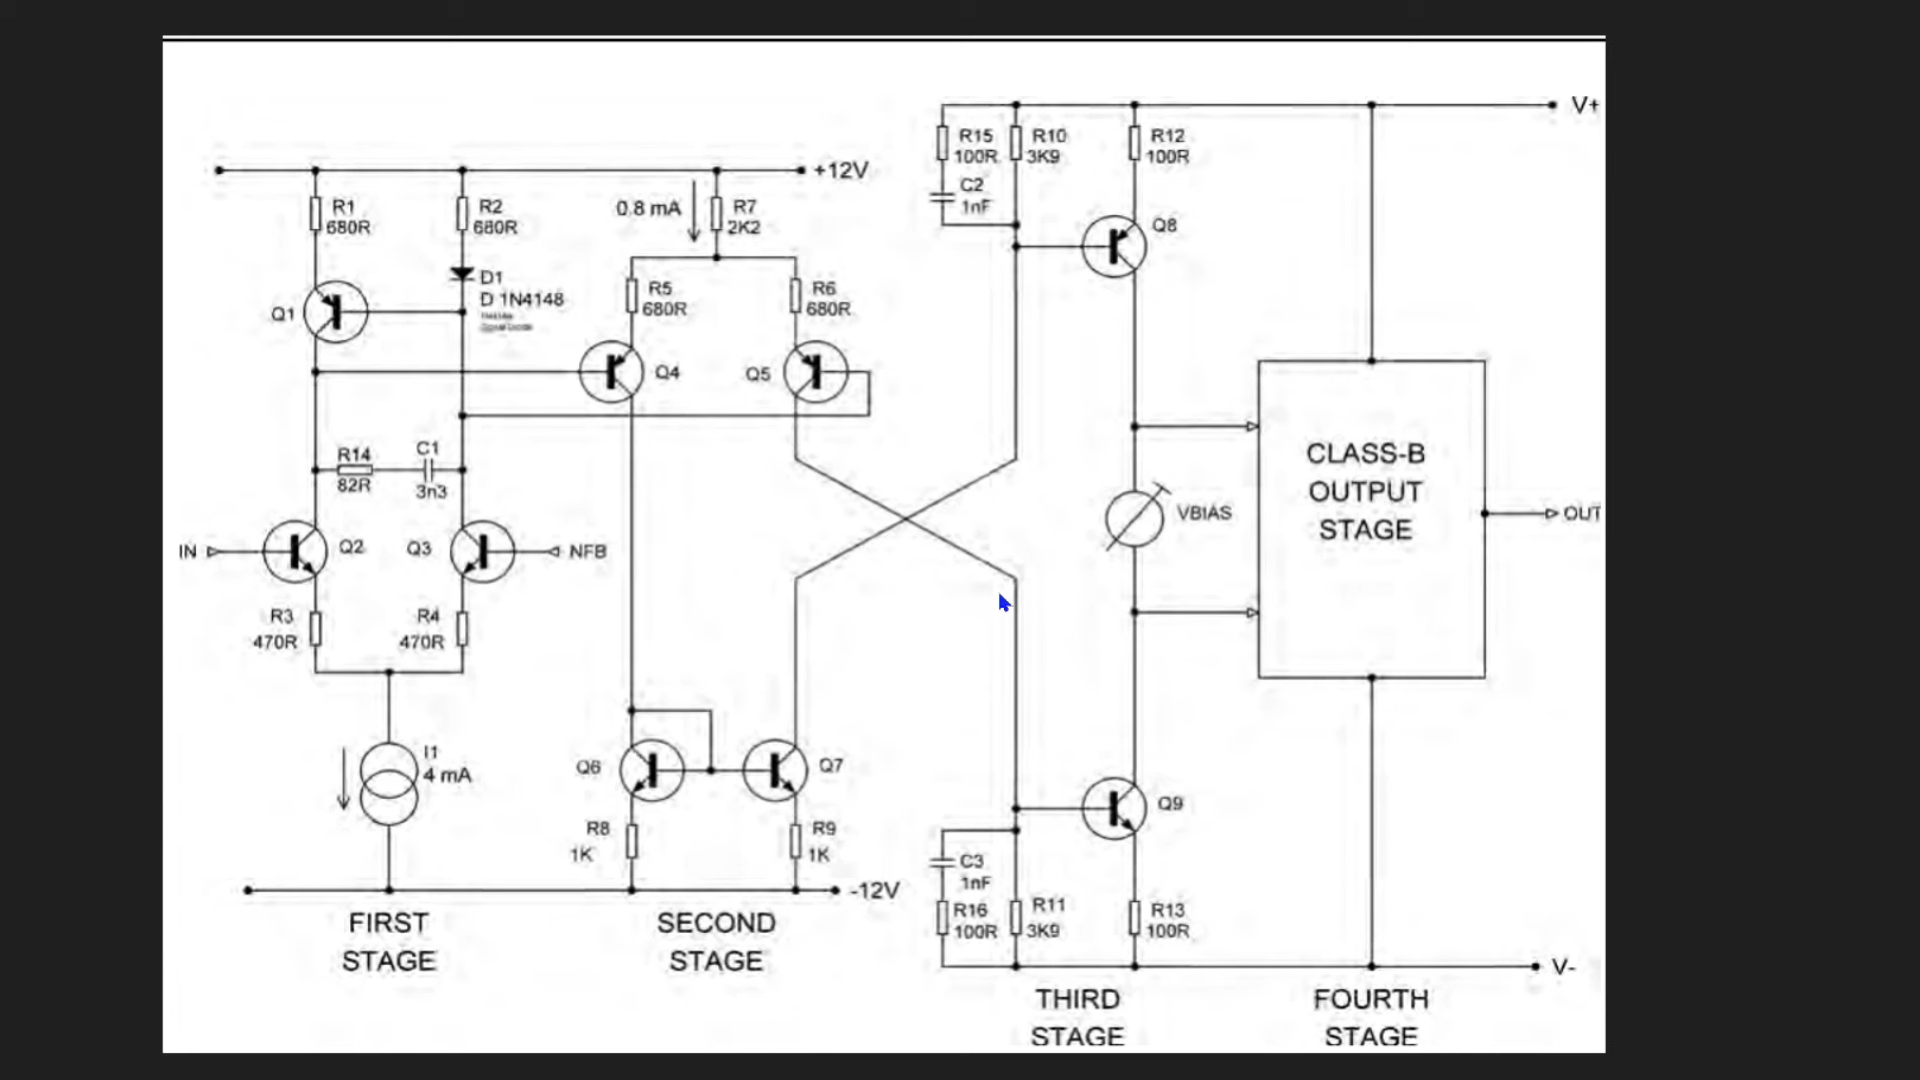 V+
R15
100R
R10
3K9
R12
100R
+12V
C2
1nF
R1
680R
R2
680R
0.8 mA
R7
2K2
Q8
D1
D 1N4148
R5
680R
R6
680R
Q1
Q4
Q5
R14
82R
C1
3n3
CLASS-B
OUTPUT
STAGE
VBIAS
OUT
IN
Q2
Q3
NFB
R3
470R
R4
470R
I1
4 mA
Q6
Q7
Q9
R8
1K
R9
1K
C3
1nF
-12V
R16
100R
R11
3K9
R13
100R
FIRST
STAGE
SECOND
STAGE
V-
THIRD
STAGE
FOURTH
STAGE